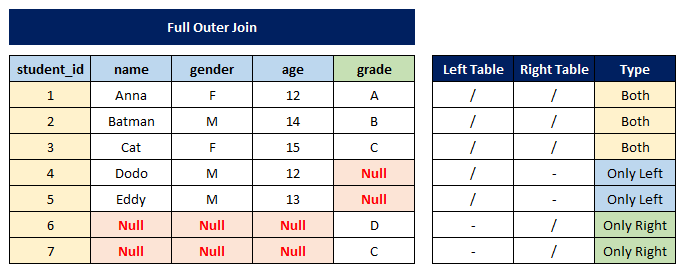 Full Outer Join
student_id name gender age grade Left Table Right Table Type
1 Anna F 12 A / / Both
2 Batman M 14 B / / Both
3 Cat F 15 C / / Both
4 Dodo M 12 Null / - Only Left
5 Eddy M 13 Null / - Only Left
6 Null Null Null D - / Only Right
7 Null Null Null C - / Only Right